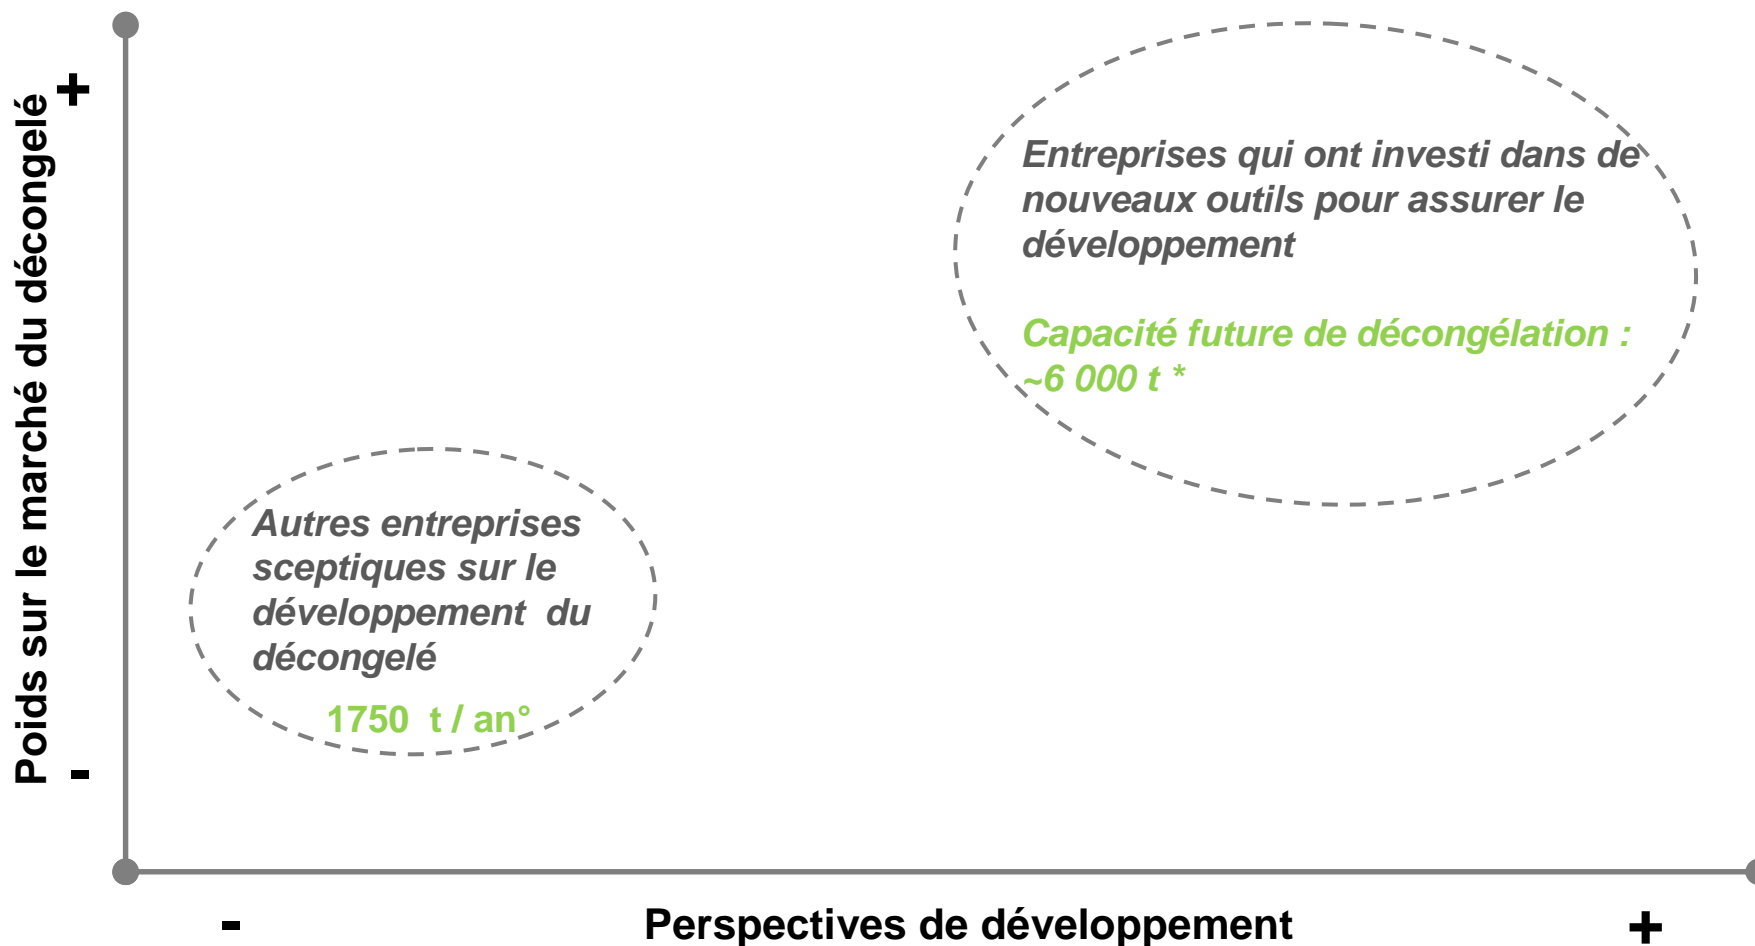 Poids sur le marché du décongelé
+
-
Entreprises qui ont investi dans de
nouveaux outils pour assurer le
développement
Capacité future de décongélation :
~6 000 t *
Autres entreprises
sceptiques sur le
développement  du
décongelé
1750  t / an°
-
Perspectives de développement
+